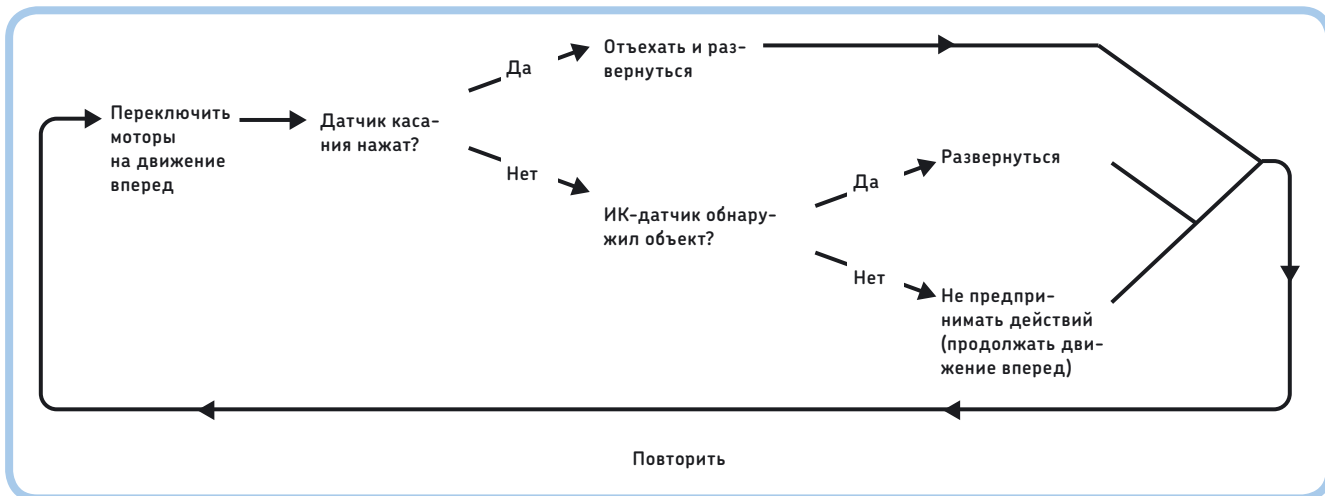 Переключить
моторы
на движение
вперед
Датчик каса-
ния нажат?
Да
Отъехать и раз-
вернуться
Нет
ИК-датчик обнару-
жил объект?
Да
Развернуться
Нет
Не предпри-
нимать действий
(продолжать дви-
жение вперед)
Повторить